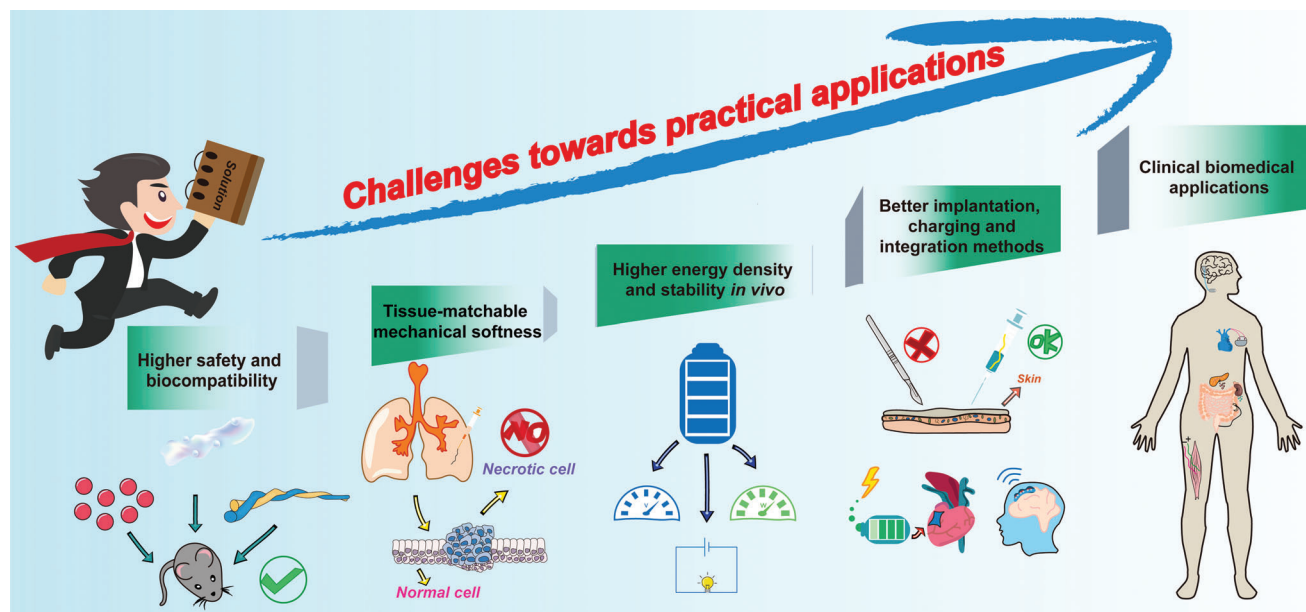 Challenges towards practical applications
Solution
Higher safety and
biocompatibility
Tissue-matchable
mechanical softness
Higher energy density
and stability in vivo
Better implantation,
charging and
integration methods
Clinical biomedical
applications
NO
Necrotic cell
Normal cell
V
W
OK
Skin